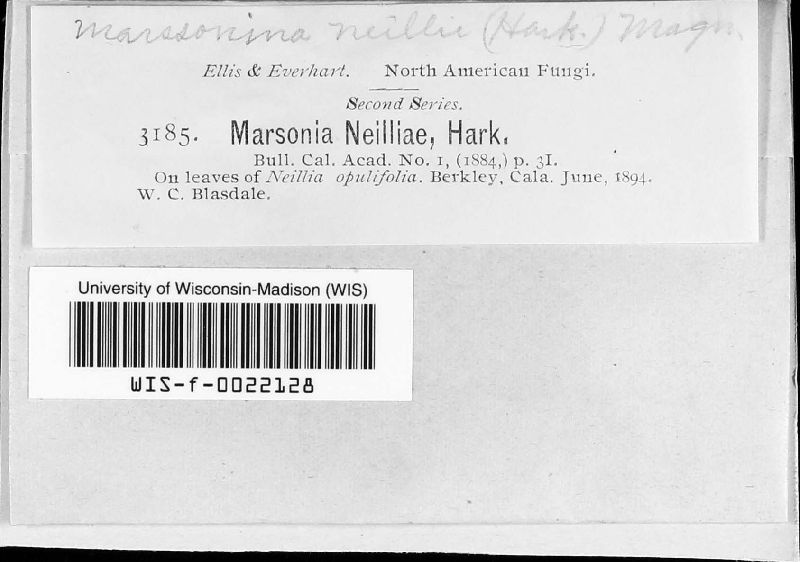 Marssonina neillie (Hark.) Magn.
Ellis & Everhart. North American Fungi.
Second Series.
3185. Marsonia Neilliae, Hark.
Bull. Cal. Acad. No. 1, (1884,) p. 31.
On leaves of Neillia opulifolia. Berkley, Cala. June, 1894.
W. C. Blasdale.
University of Wisconsin-Madison (WIS)
WIS-f-0022128